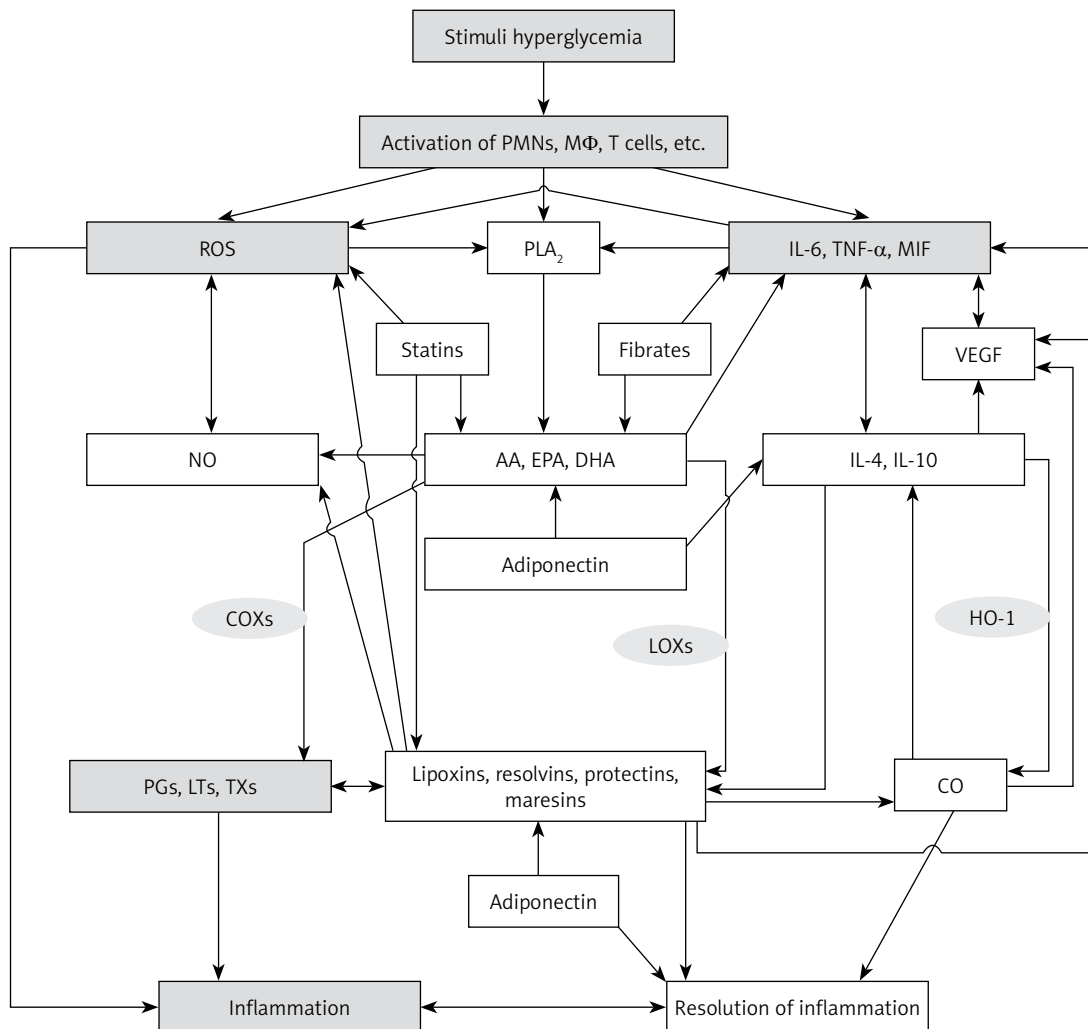 Stimuli hyperglycemia
Activation of PMNs, MΦ, T cells, etc.
ROS
PLA₂
IL-6, TNF-α, MIF
Statins
Fibrates
VEGF
NO
AA, EPA, DHA
IL-4, IL-10
Adiponectin
COXs
LOXs
HO-1
PGs, LTs, TXs
Lipoxins, resolvins, protectins,
maresins
CO
Adiponectin
Inflammation
Resolution of inflammation